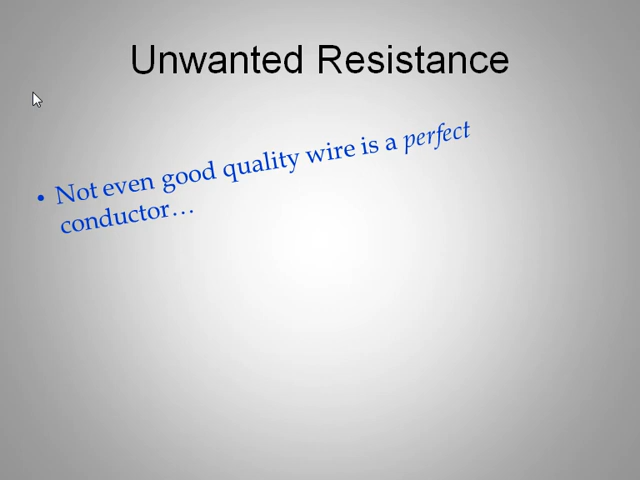 Unwanted Resistance
• Not even good quality wire is a perfect
conductor…